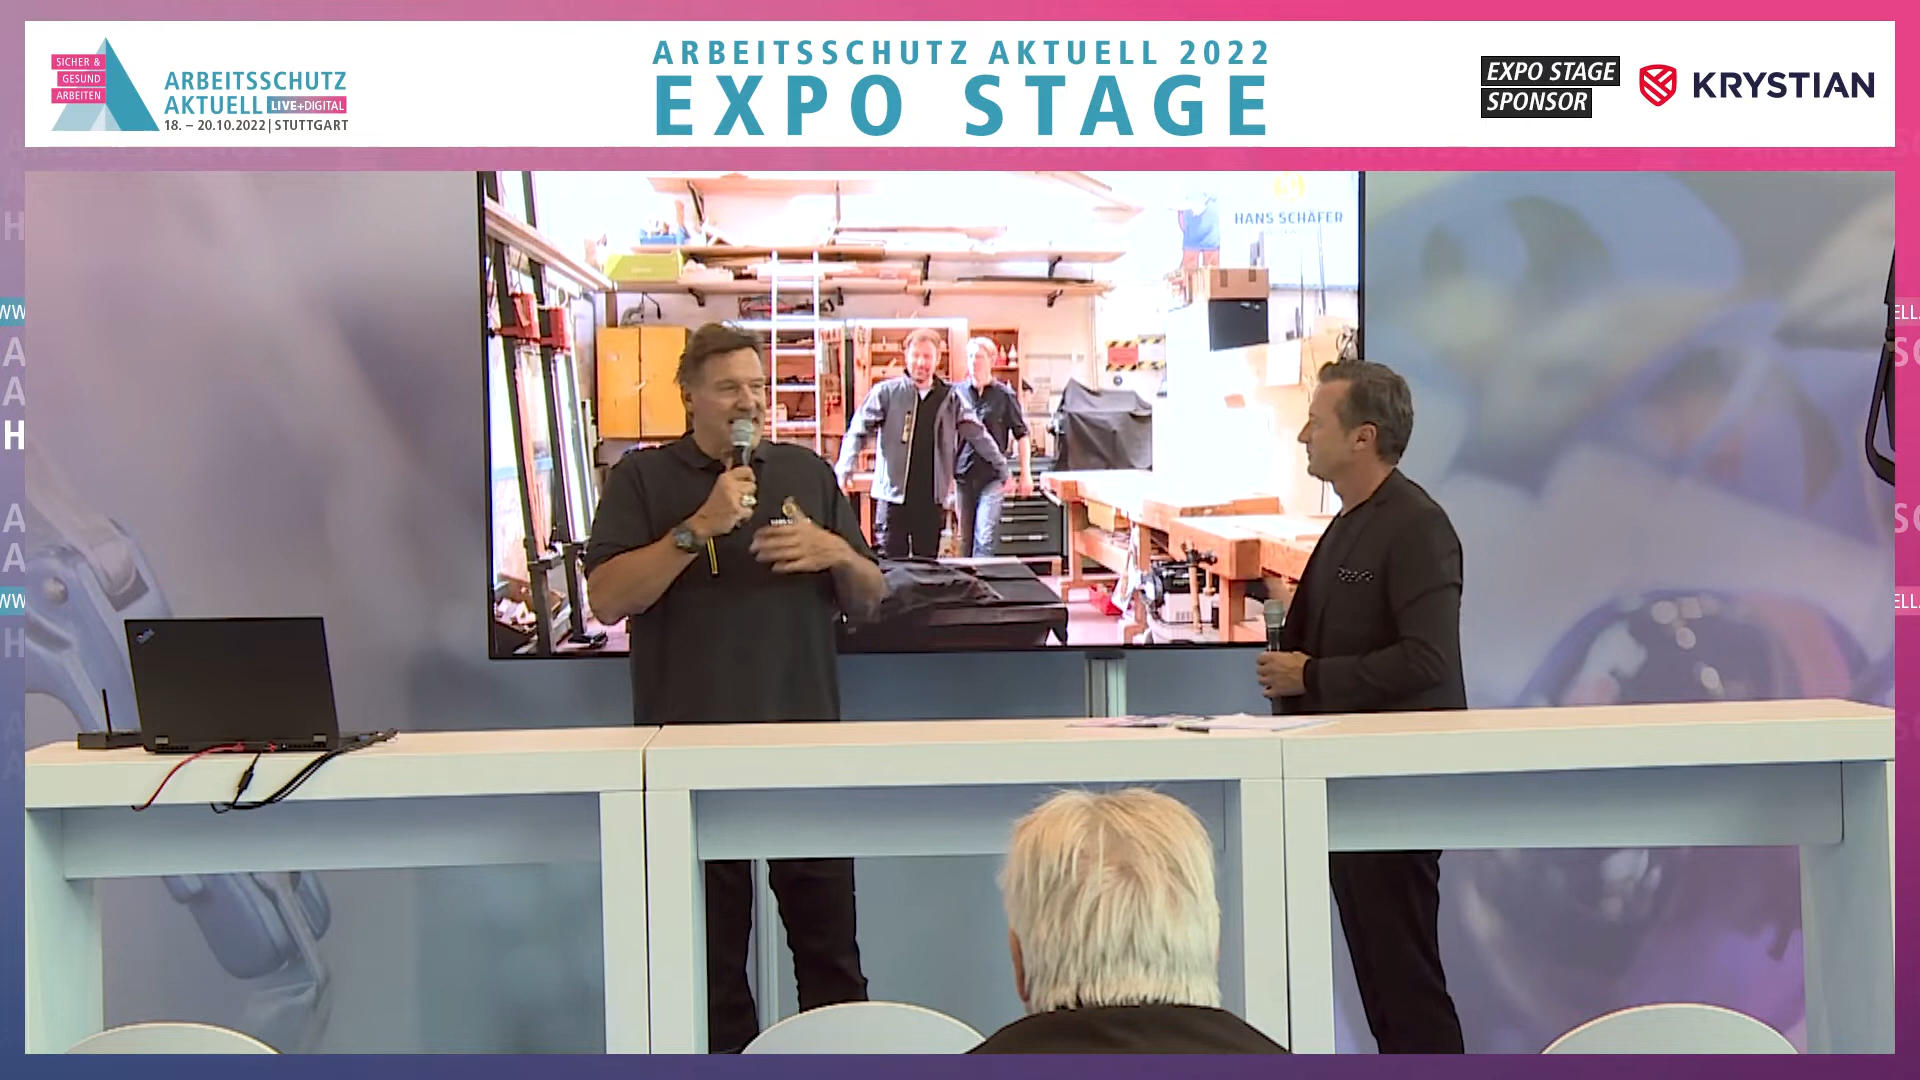 SICHER &
GESUND
ARBEITEN
ARBEITSSCHUTZ
AKTUELL LIVE+DIGITAL
18. – 20.10.2022 | STUTTGART
ARBEITSSCHUTZ AKTUELL 2022
EXPO STAGE
EXPO STAGE
SPONSOR
KRYSTIAN
HANS SCHÄFER